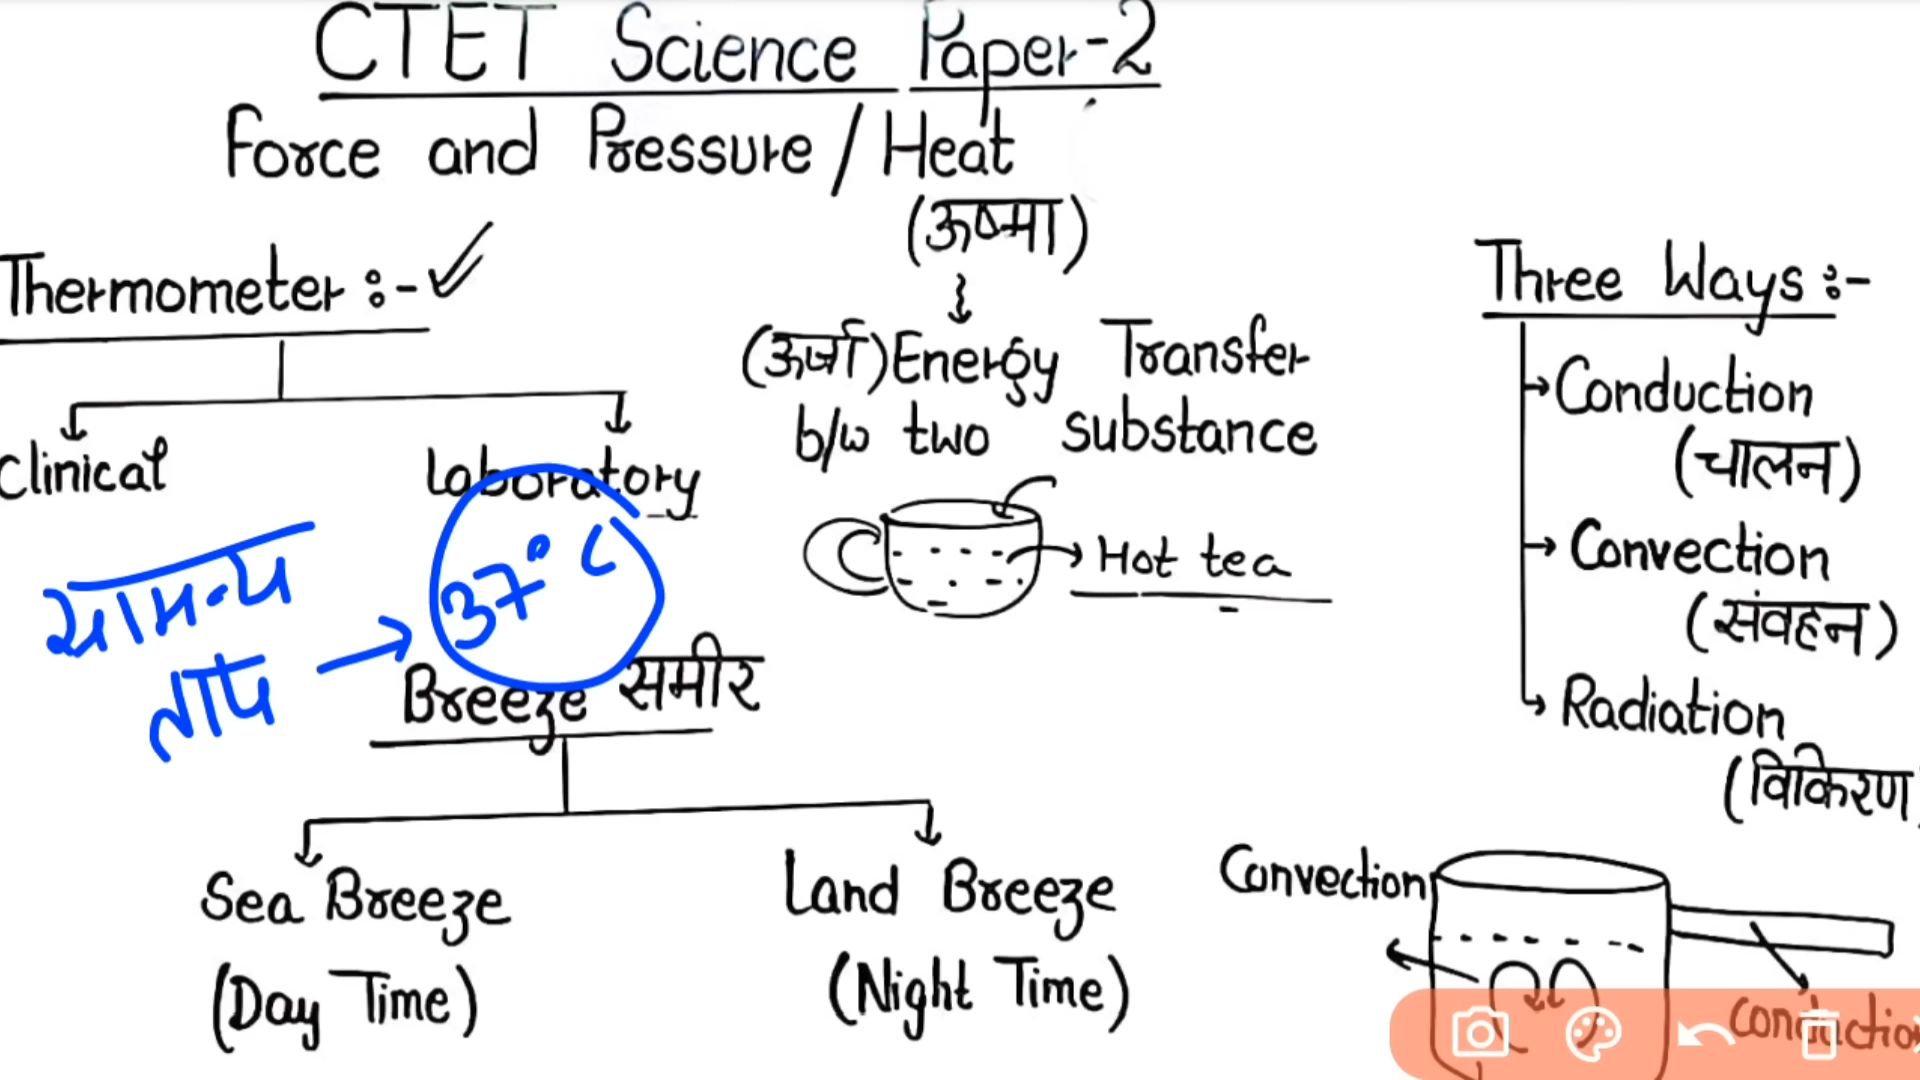 CTET Science Paper-2
Force and Pressure / Heat
(ऊष्मा)
Thermometer :-
Clinical
Laboratory
सामान्य
ताप
37° C
(ऊर्जा) Energy Transfer
b/w two substance
Hot tea
Three Ways :-
Conduction
(चालन)
Convection
(संवहन)
Radiation
(विकिरण)
Breeze समीर
Sea Breeze
(Day Time)
Land Breeze
(Night Time)
Convection
Conductio